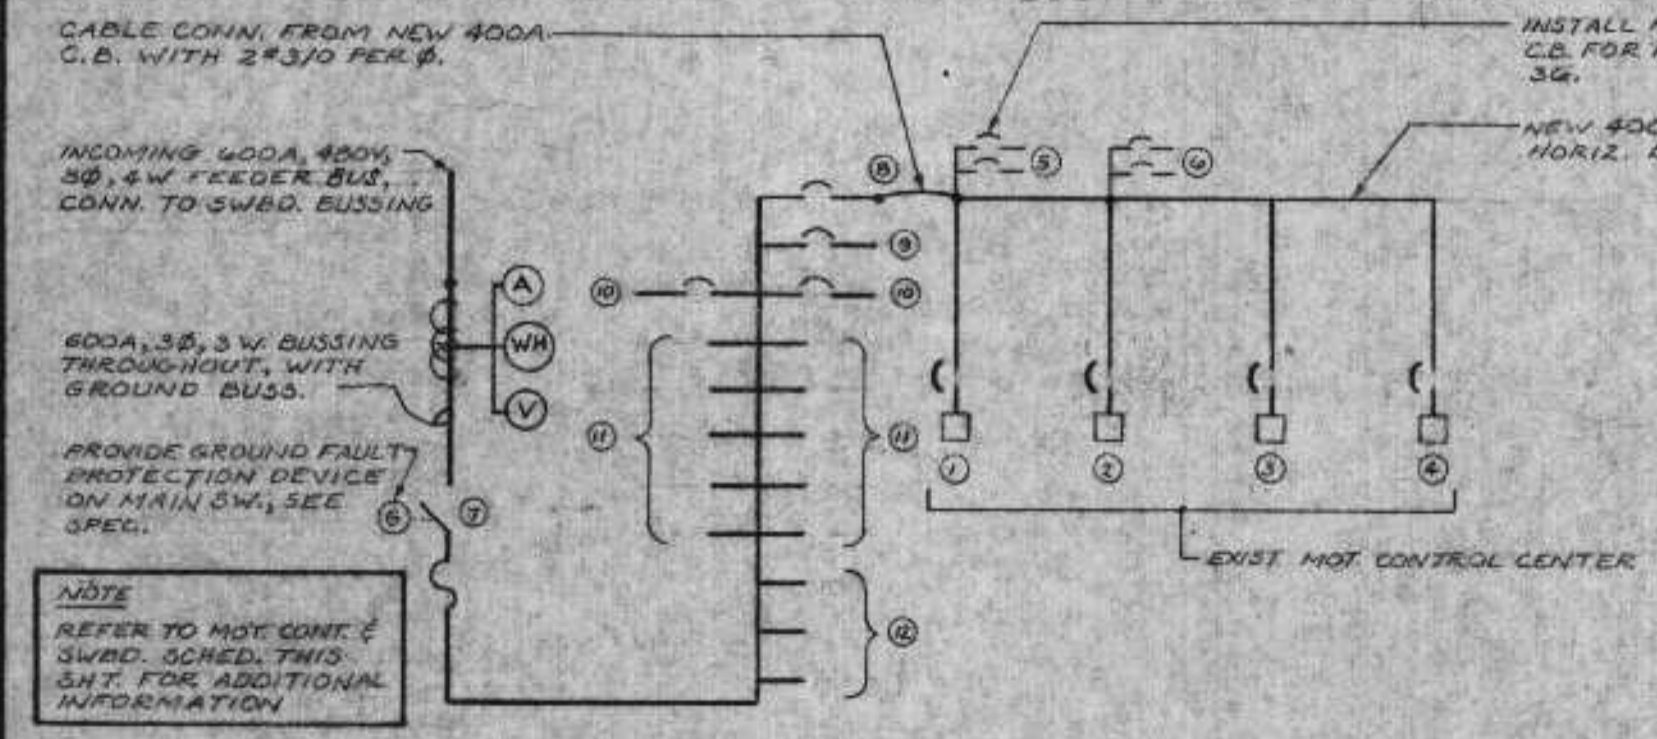 CABLE CONN. FROM NEW 400A
C.B. WITH 2#3/0 PER Ø.
INSTALL
C.B. FOR
3G.
NEW 400
HORIZ.
INCOMING 600A, 480V,
3Ø, 4W FEEDER BUS,
CONN. TO SWBD. BUSSING
8
5
6
9
A
10
10
600A, 3Ø, 3 W. BUSSING
THROUGHOUT, WITH
GROUND BUSS.
WH
V
11
11
PROVIDE GROUND FAULT
PROTECTION DEVICE
ON MAIN SW., SEE
SPEC.
1
2
3
4
7
EXIST MOT. CONTROL CENTER
NOTE
REFER TO MOT. CONT. &
SWBD. SCHED. THIS
SHT. FOR ADDITIONAL
INFORMATION
12